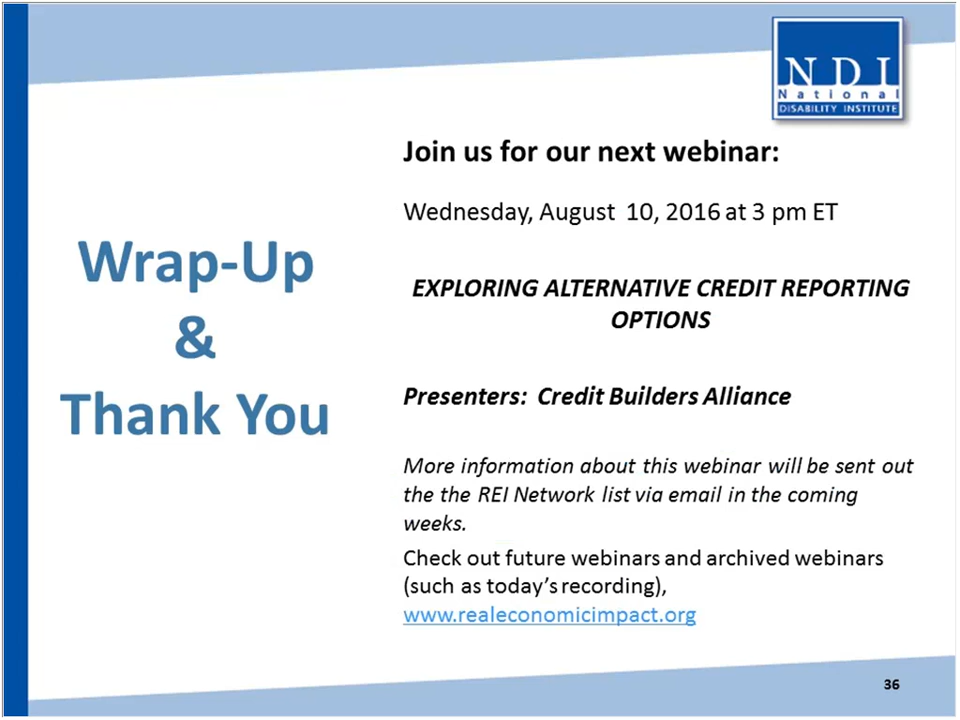 NDI
National
DISABILITY INSTITUTE
Wrap-Up
&
Thank You
Join us for our next webinar:
Wednesday, August 10, 2016 at 3 pm ET
EXPLORING ALTERNATIVE CREDIT REPORTING
OPTIONS
Presenters: Credit Builders Alliance
More information about this webinar will be sent out
the the REI Network list via email in the coming
weeks.
Check out future webinars and archived webinars
(such as today's recording),
www.realeconomicimpact.org
36